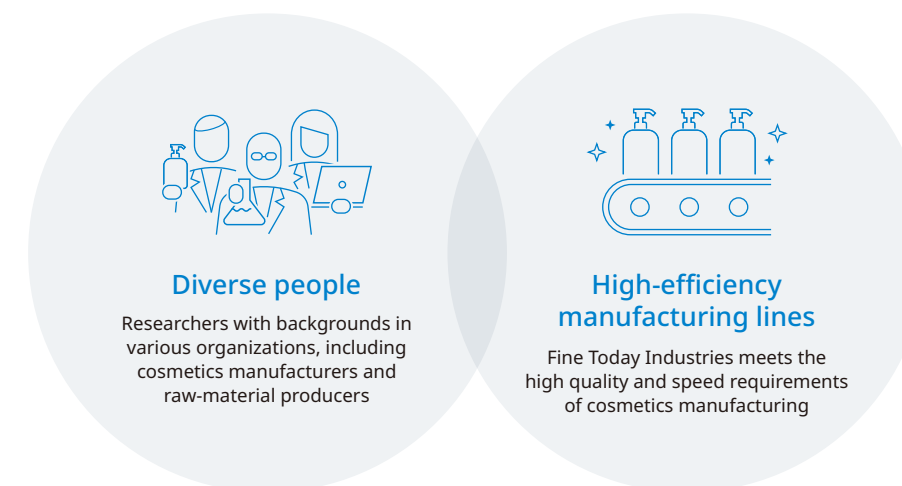 Diverse people
Researchers with backgrounds in
various organizations, including
cosmetics manufacturers and
raw-material producers
High-efficiency
manufacturing lines
Fine Today Industries meets the
high quality and speed requirements
of cosmetics manufacturing